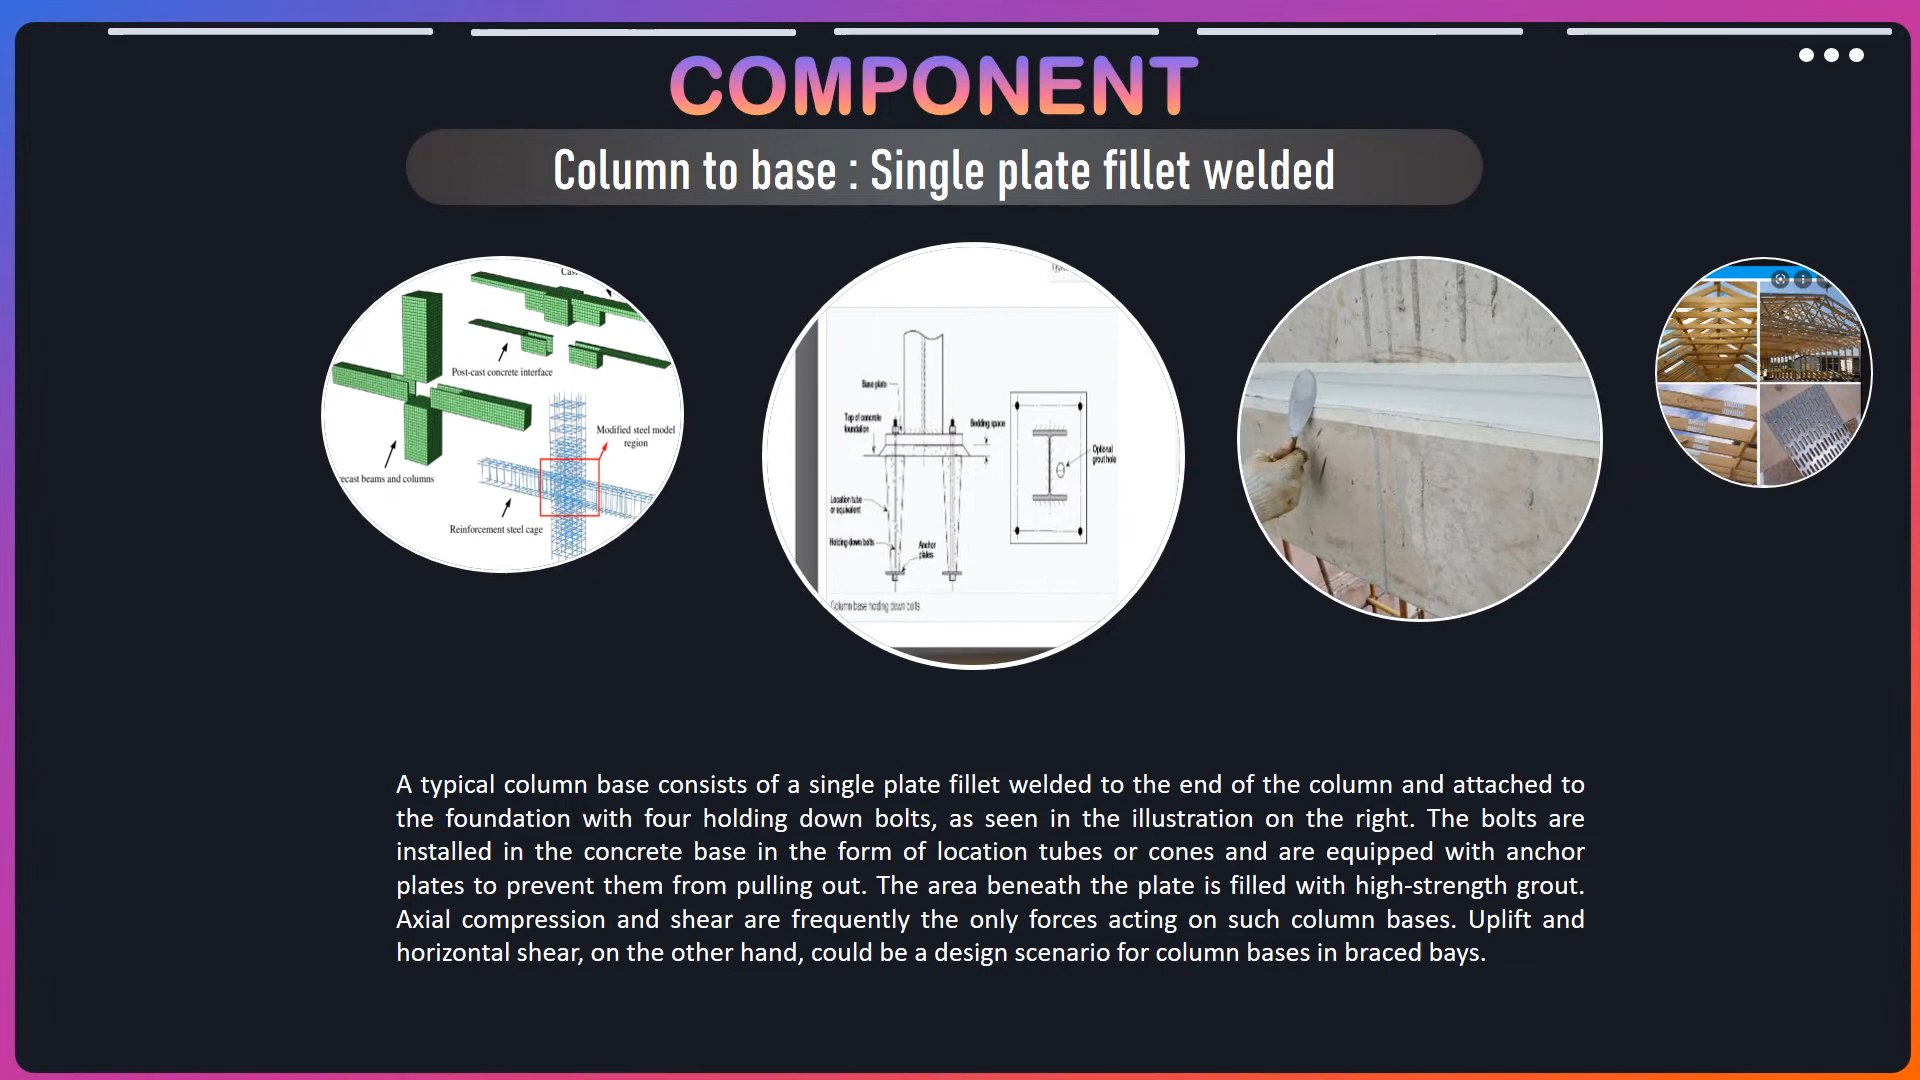 COMPONENT
Column to base : Single plate fillet welded
Post-cast concrete interface
Modified steel model
region
ecast beams and columns
Reinforcement steel cage
Base plate
Top of concrete
foundation
Bedding space
Optional
grout hole
Location tube
or equivalent
Holding down bolts
Anchor
plates
Column base holding down bolts
A typical column base consists of a single plate fillet welded to the end of the column and attached to
the foundation with four holding down bolts, as seen in the illustration on the right. The bolts are
installed in the concrete base in the form of location tubes or cones and are equipped with anchor
plates to prevent them from pulling out. The area beneath the plate is filled with high-strength grout.
Axial compression and shear are frequently the only forces acting on such column bases. Uplift and
horizontal shear, on the other hand, could be a design scenario for column bases in braced bays.